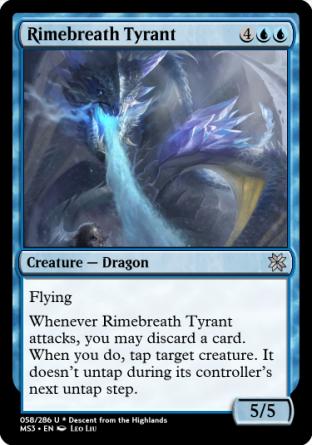 Rimebreath Tyrant 4
Creature — Dragon
Flying
Whenever Rimebreath Tyrant
attacks, you may discard a card.
When you do, tap target creature. It
doesn't untap during its controller's
next untap step.
058/286 U * Descent from the Highlands
MS3 • EN Leo Liu
5/5